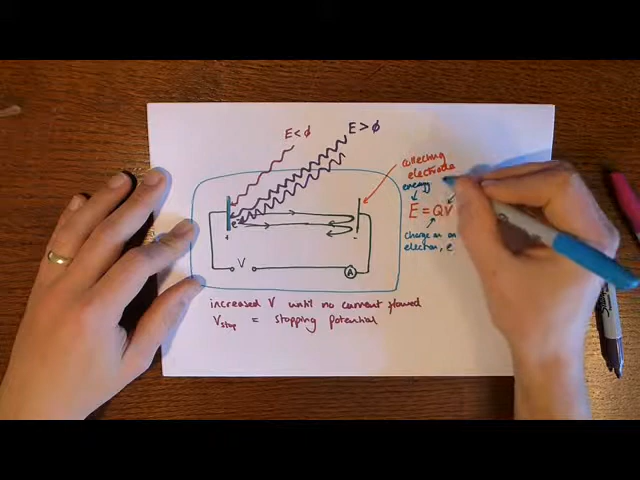 E<ϕ
E>ϕ
collecting
electrode
energy
E = QV
charge on an
electron, e
e
+
-
V
A
increased V until no current flowed
Vstop = stopping potential